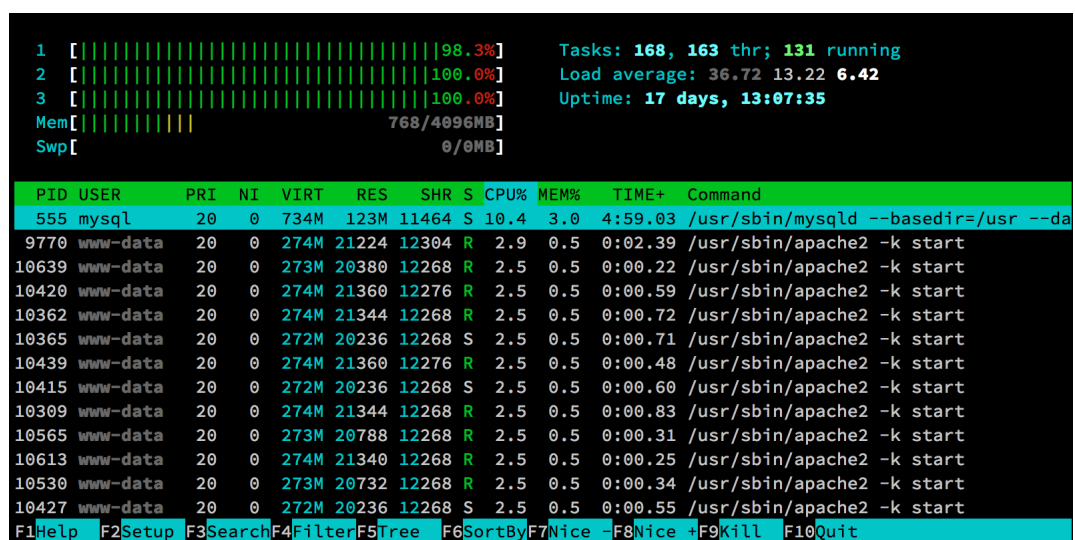 1 [||||||||||||||||||||||||||||||||||98.3%]
Tasks: 168, 163 thr; 131 running
2 [|||||||||||||||||||||||||||||||||100.0%]
Load average: 36.72 13.22 6.42
3 [|||||||||||||||||||||||||||||||||100.0%]
Uptime: 17 days, 13:07:35
Mem[||||||||||| 768/4096MB]
Swp[ 0/0MB]
PID USER PRI NI VIRT RES SHR S CPU% MEM% TIME+ Command
555 mysql 20 0 734M 123M 11464 S 10.4 3.0 4:59.03 /usr/sbin/mysqld --basedir=/usr --da
9770 www-data 20 0 274M 21224 12304 R 2.9 0.5 0:02.39 /usr/sbin/apache2 -k start
10639 www-data 20 0 273M 20380 12268 R 2.5 0.5 0:00.22 /usr/sbin/apache2 -k start
10420 www-data 20 0 274M 21360 12276 R 2.5 0.5 0:00.59 /usr/sbin/apache2 -k start
10362 www-data 20 0 274M 21344 12268 R 2.5 0.5 0:00.72 /usr/sbin/apache2 -k start
10365 www-data 20 0 272M 20236 12268 S 2.5 0.5 0:00.71 /usr/sbin/apache2 -k start
10439 www-data 20 0 274M 21360 12276 R 2.5 0.5 0:00.48 /usr/sbin/apache2 -k start
10415 www-data 20 0 272M 20236 12268 S 2.5 0.5 0:00.60 /usr/sbin/apache2 -k start
10309 www-data 20 0 274M 21344 12268 R 2.5 0.5 0:00.83 /usr/sbin/apache2 -k start
10565 www-data 20 0 273M 20788 12268 R 2.5 0.5 0:00.31 /usr/sbin/apache2 -k start
10613 www-data 20 0 274M 21340 12268 R 2.5 0.5 0:00.25 /usr/sbin/apache2 -k start
10530 www-data 20 0 273M 20732 12268 R 2.5 0.5 0:00.34 /usr/sbin/apache2 -k start
10427 www-data 20 0 272M 20236 12268 S 2.5 0.5 0:00.55 /usr/sbin/apache2 -k start
F1Help F2Setup F3SearchF4FilterF5Tree F6SortByF7Nice -F8Nice +F9Kill F10Quit